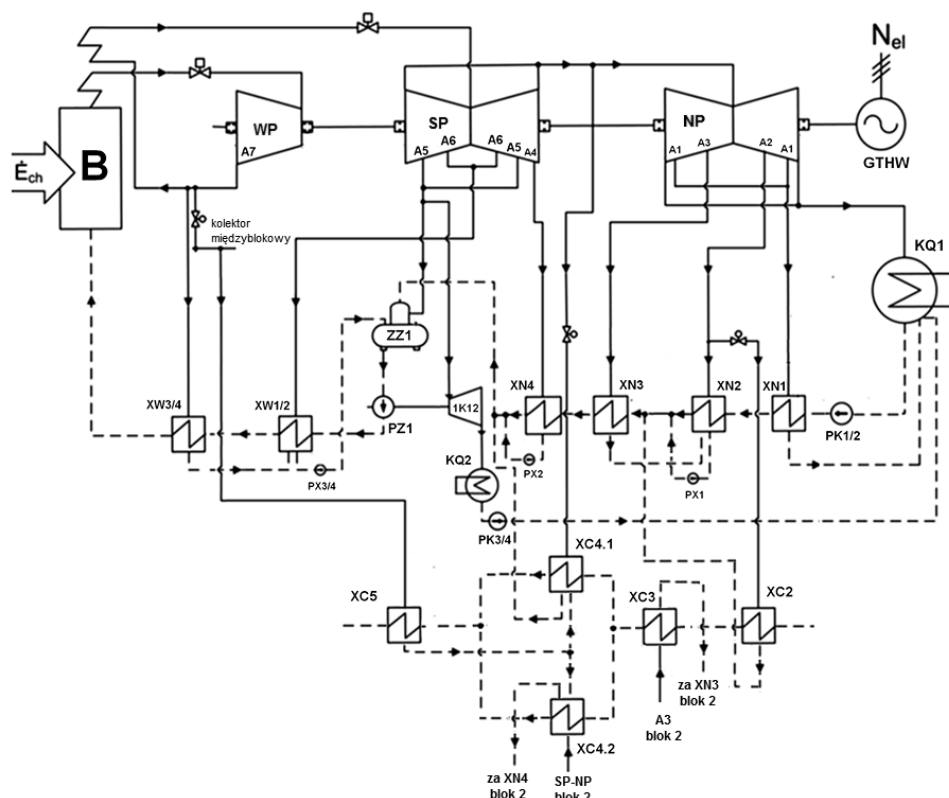 N_el
WP
A7
SP
A5
A6
A6
A5
A4
NP
A1
A3
A2
A1
GTHW
Ė_ch
B
kolektor
międzyblokowy
KQ1
ZZ1
XW3/4
XW1/2
PZ1
1K12
XN4
XN3
XN2
XN1
PK1/2
PX3/4
KQ2
PX2
PX1
PK3/4
XC4.1
XC5
XC3
XC2
XC4.2
za XN3
blok 2
A3
blok 2
za XN4
blok 2
SP-NP
blok 2